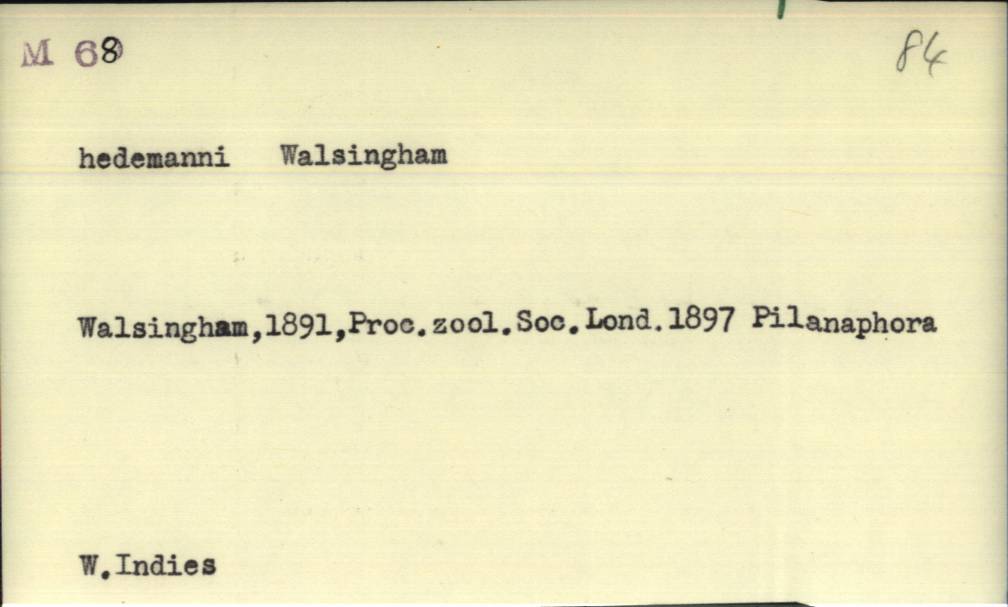 M 68
84
hedemanni Walsingham
Walsingham,1891,Proc.zool.Soc.Lond.1897 Pilanaphora
W.Indies